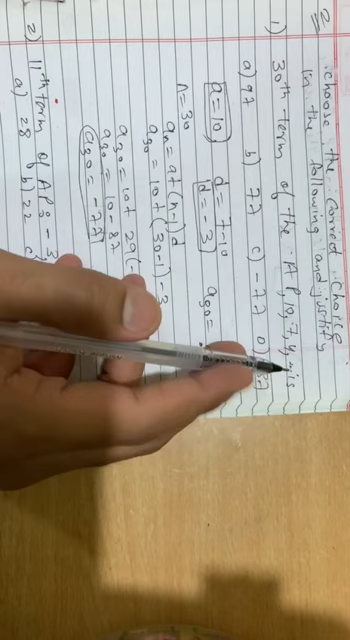 2 choose the correct choice
in the following and justify
1) 30th term of the AP, 10, 7, 4, is
a) 97 b) 77 c) -77
a=10 d = 7-10
d = -3 a30 =
n = 30
an = a+(n-1)d
a30 = 10+(30-1)-3
a30 = 10+29(
a30 = 10-87
a30 = -77
2) 11th term of AP: -3
a) 28 b) 22 c